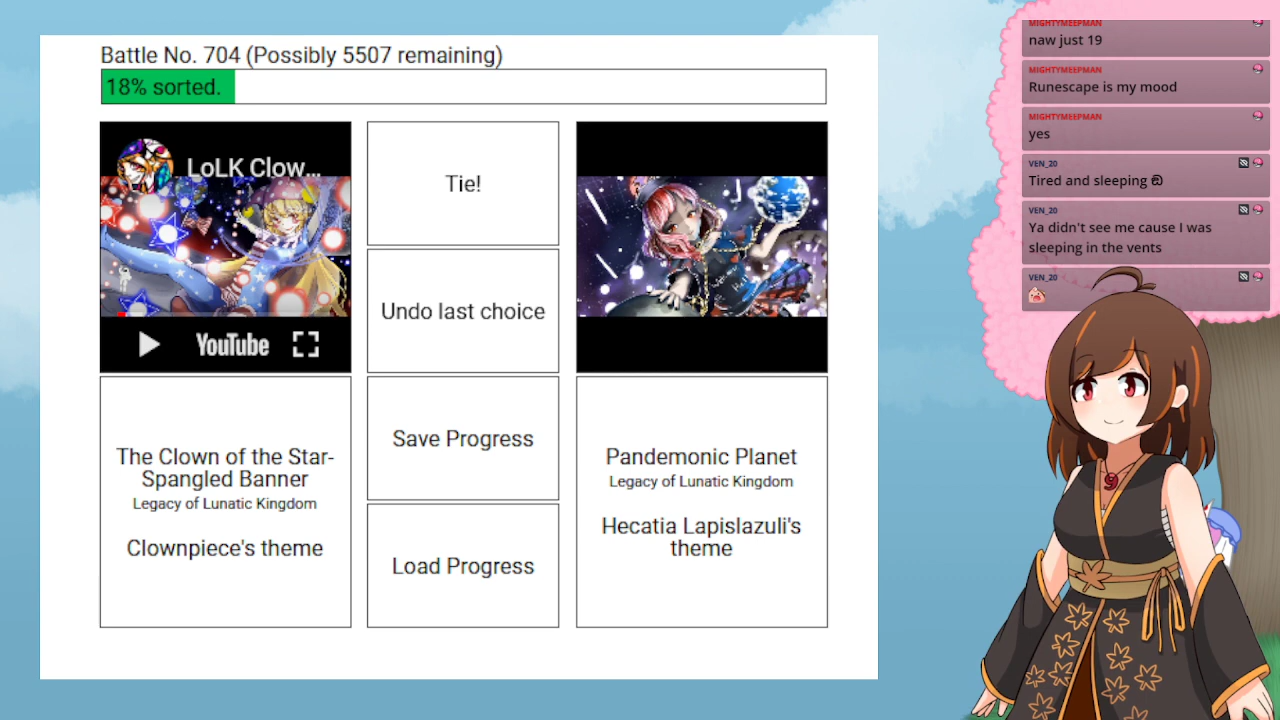 Battle No. 704 (Possibly 5507 remaining)
18% sorted.
LoLK Clow...
YouTube
Tie!
Undo last choice
Save Progress
Load Progress
The Clown of the Star-
Spangled Banner
Legacy of Lunatic Kingdom
Clownpiece's theme
Pandemonic Planet
Legacy of Lunatic Kingdom
Hecatia Lapislazuli's
theme
MIGHTYMEEPMAN
naw just 19
MIGHTYMEEPMAN
Runescape is my mood
MIGHTYMEEPMAN
yes
VEN_20
Tired and sleeping ඞ
VEN_20
Ya didn't see me cause I was
sleeping in the vents
VEN_20
9